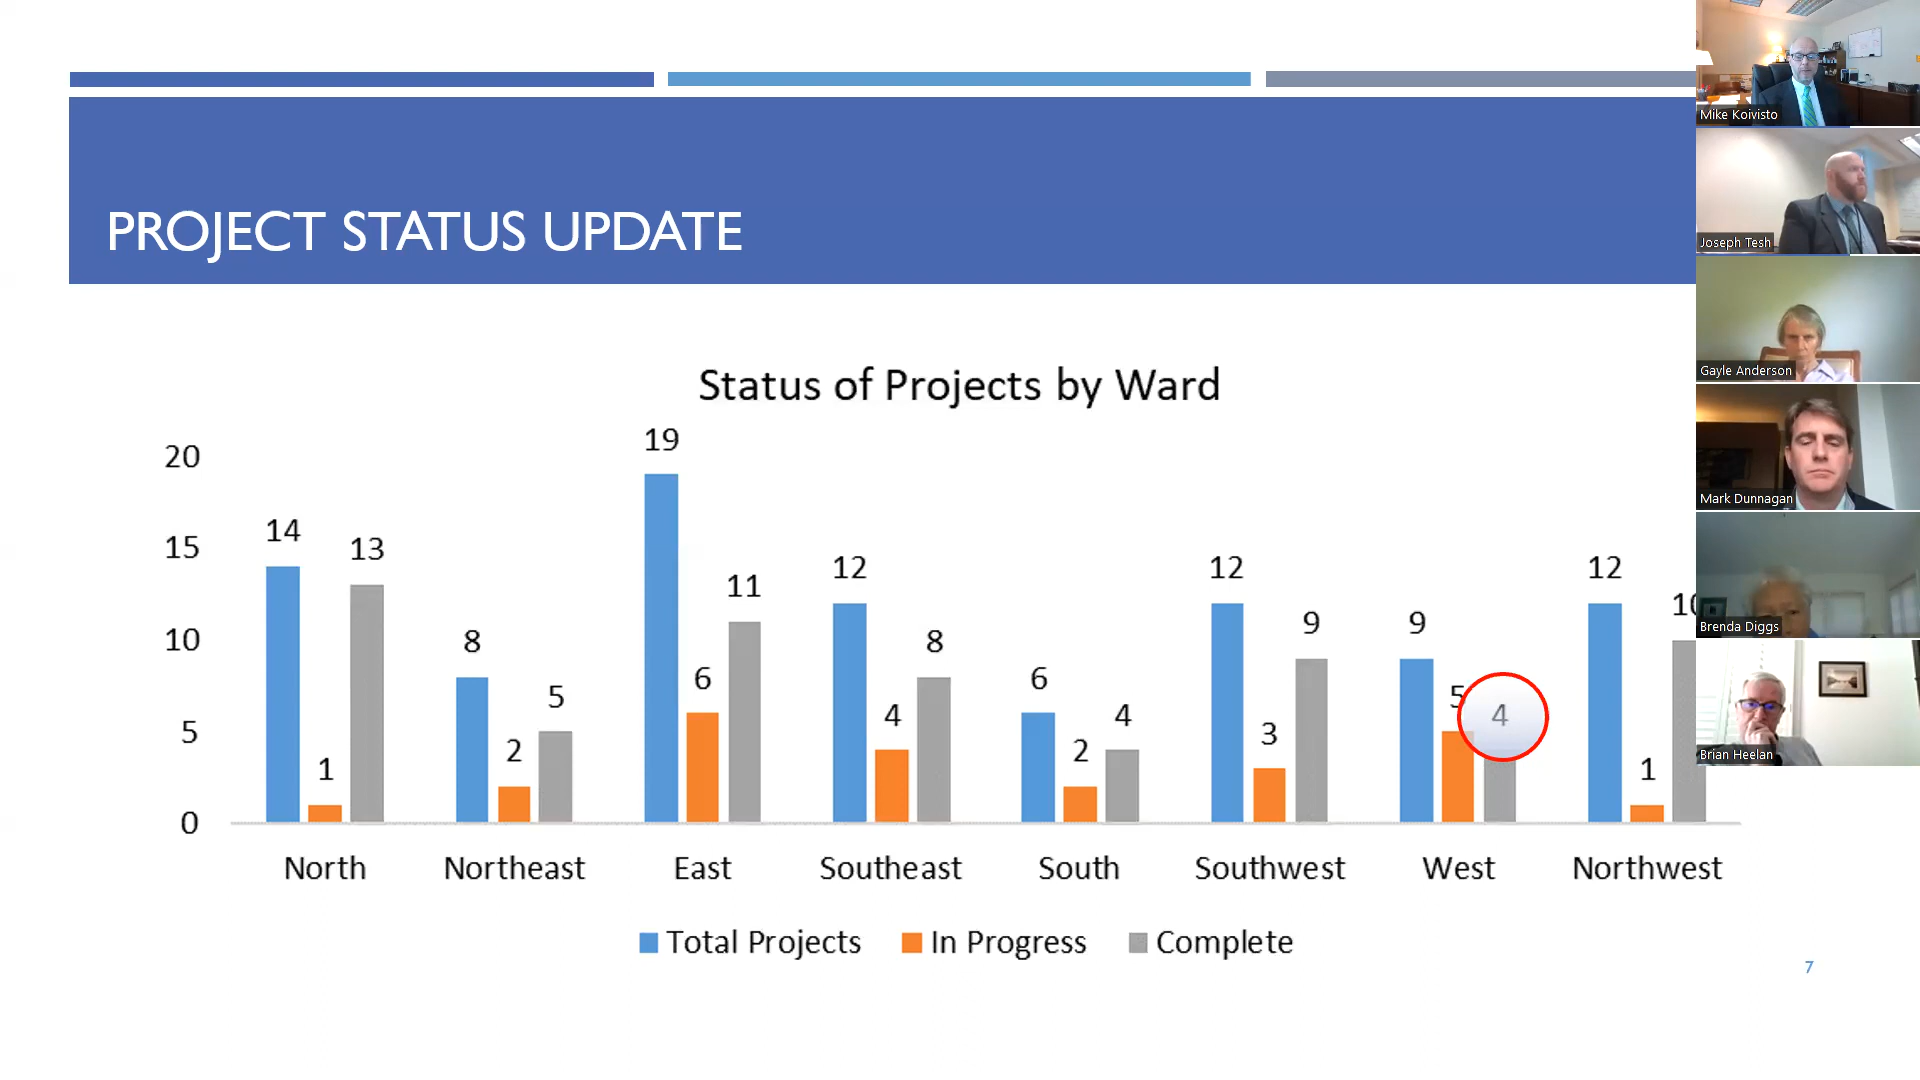 PROJECT STATUS UPDATE
Status of Projects by Ward
20
15
10
5
0
14
1
13
8
2
5
19
6
11
12
4
8
6
2
4
12
3
9
9
5
4
12
1
10
North
Northeast
East
Southeast
South
Southwest
West
Northwest
Total Projects
In Progress
Complete
7
Mike Koivisto
Joseph Tesh
Gayle Anderson
Mark Dunnagan
Brenda Diggs
Brian Heelan